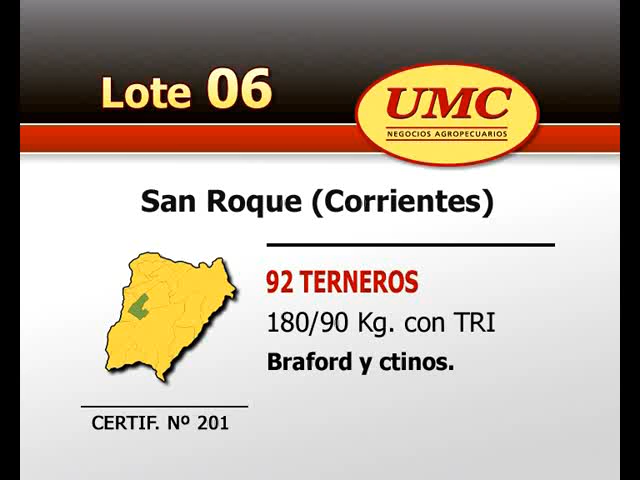 Lote 06
UMC
NEGOCIOS AGROPECUARIOS
San Roque (Corrientes)
92 TERNEROS
180/90 Kg. con TRI
Braford y ctinos.
CERTIF. Nº 201